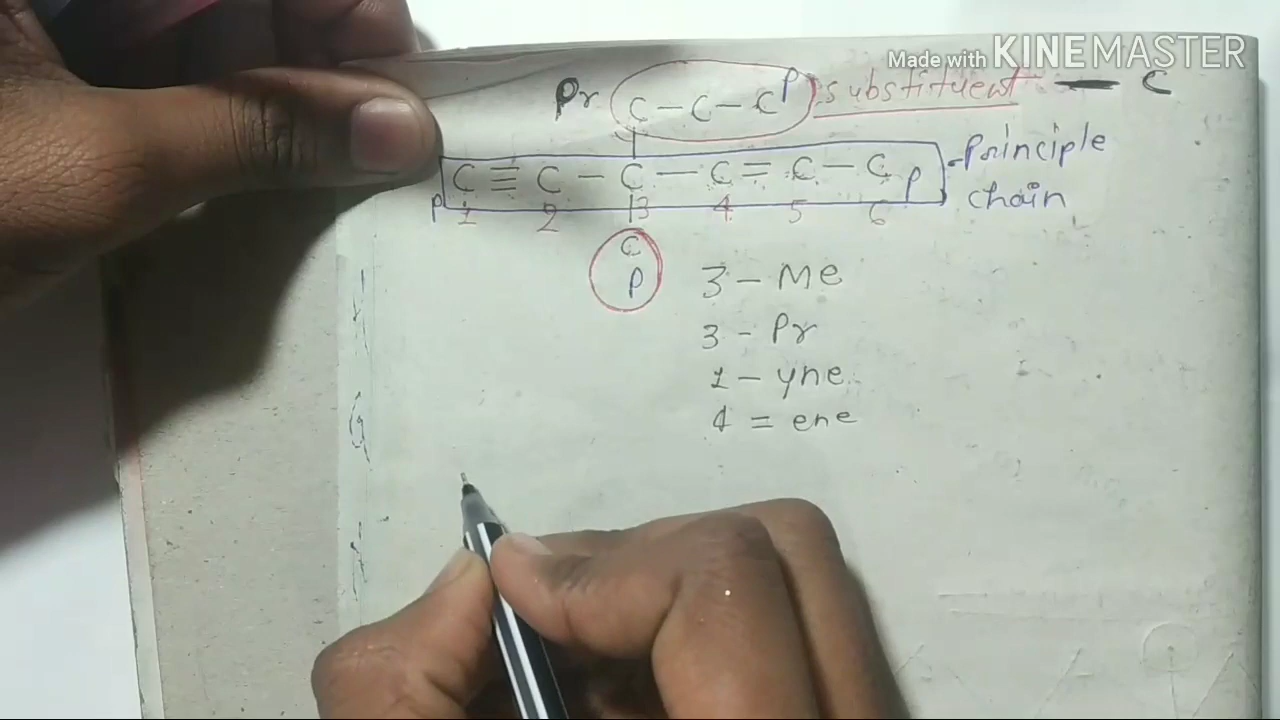 Made with KINEMASTER
Pr C - C - C P substituent — C
C ≡ C - C — C = C - C P Principle
P 1 2 3 4 5 6 chain
C
P 3 - Me
3 - Pr
1 - yne
4 = ene